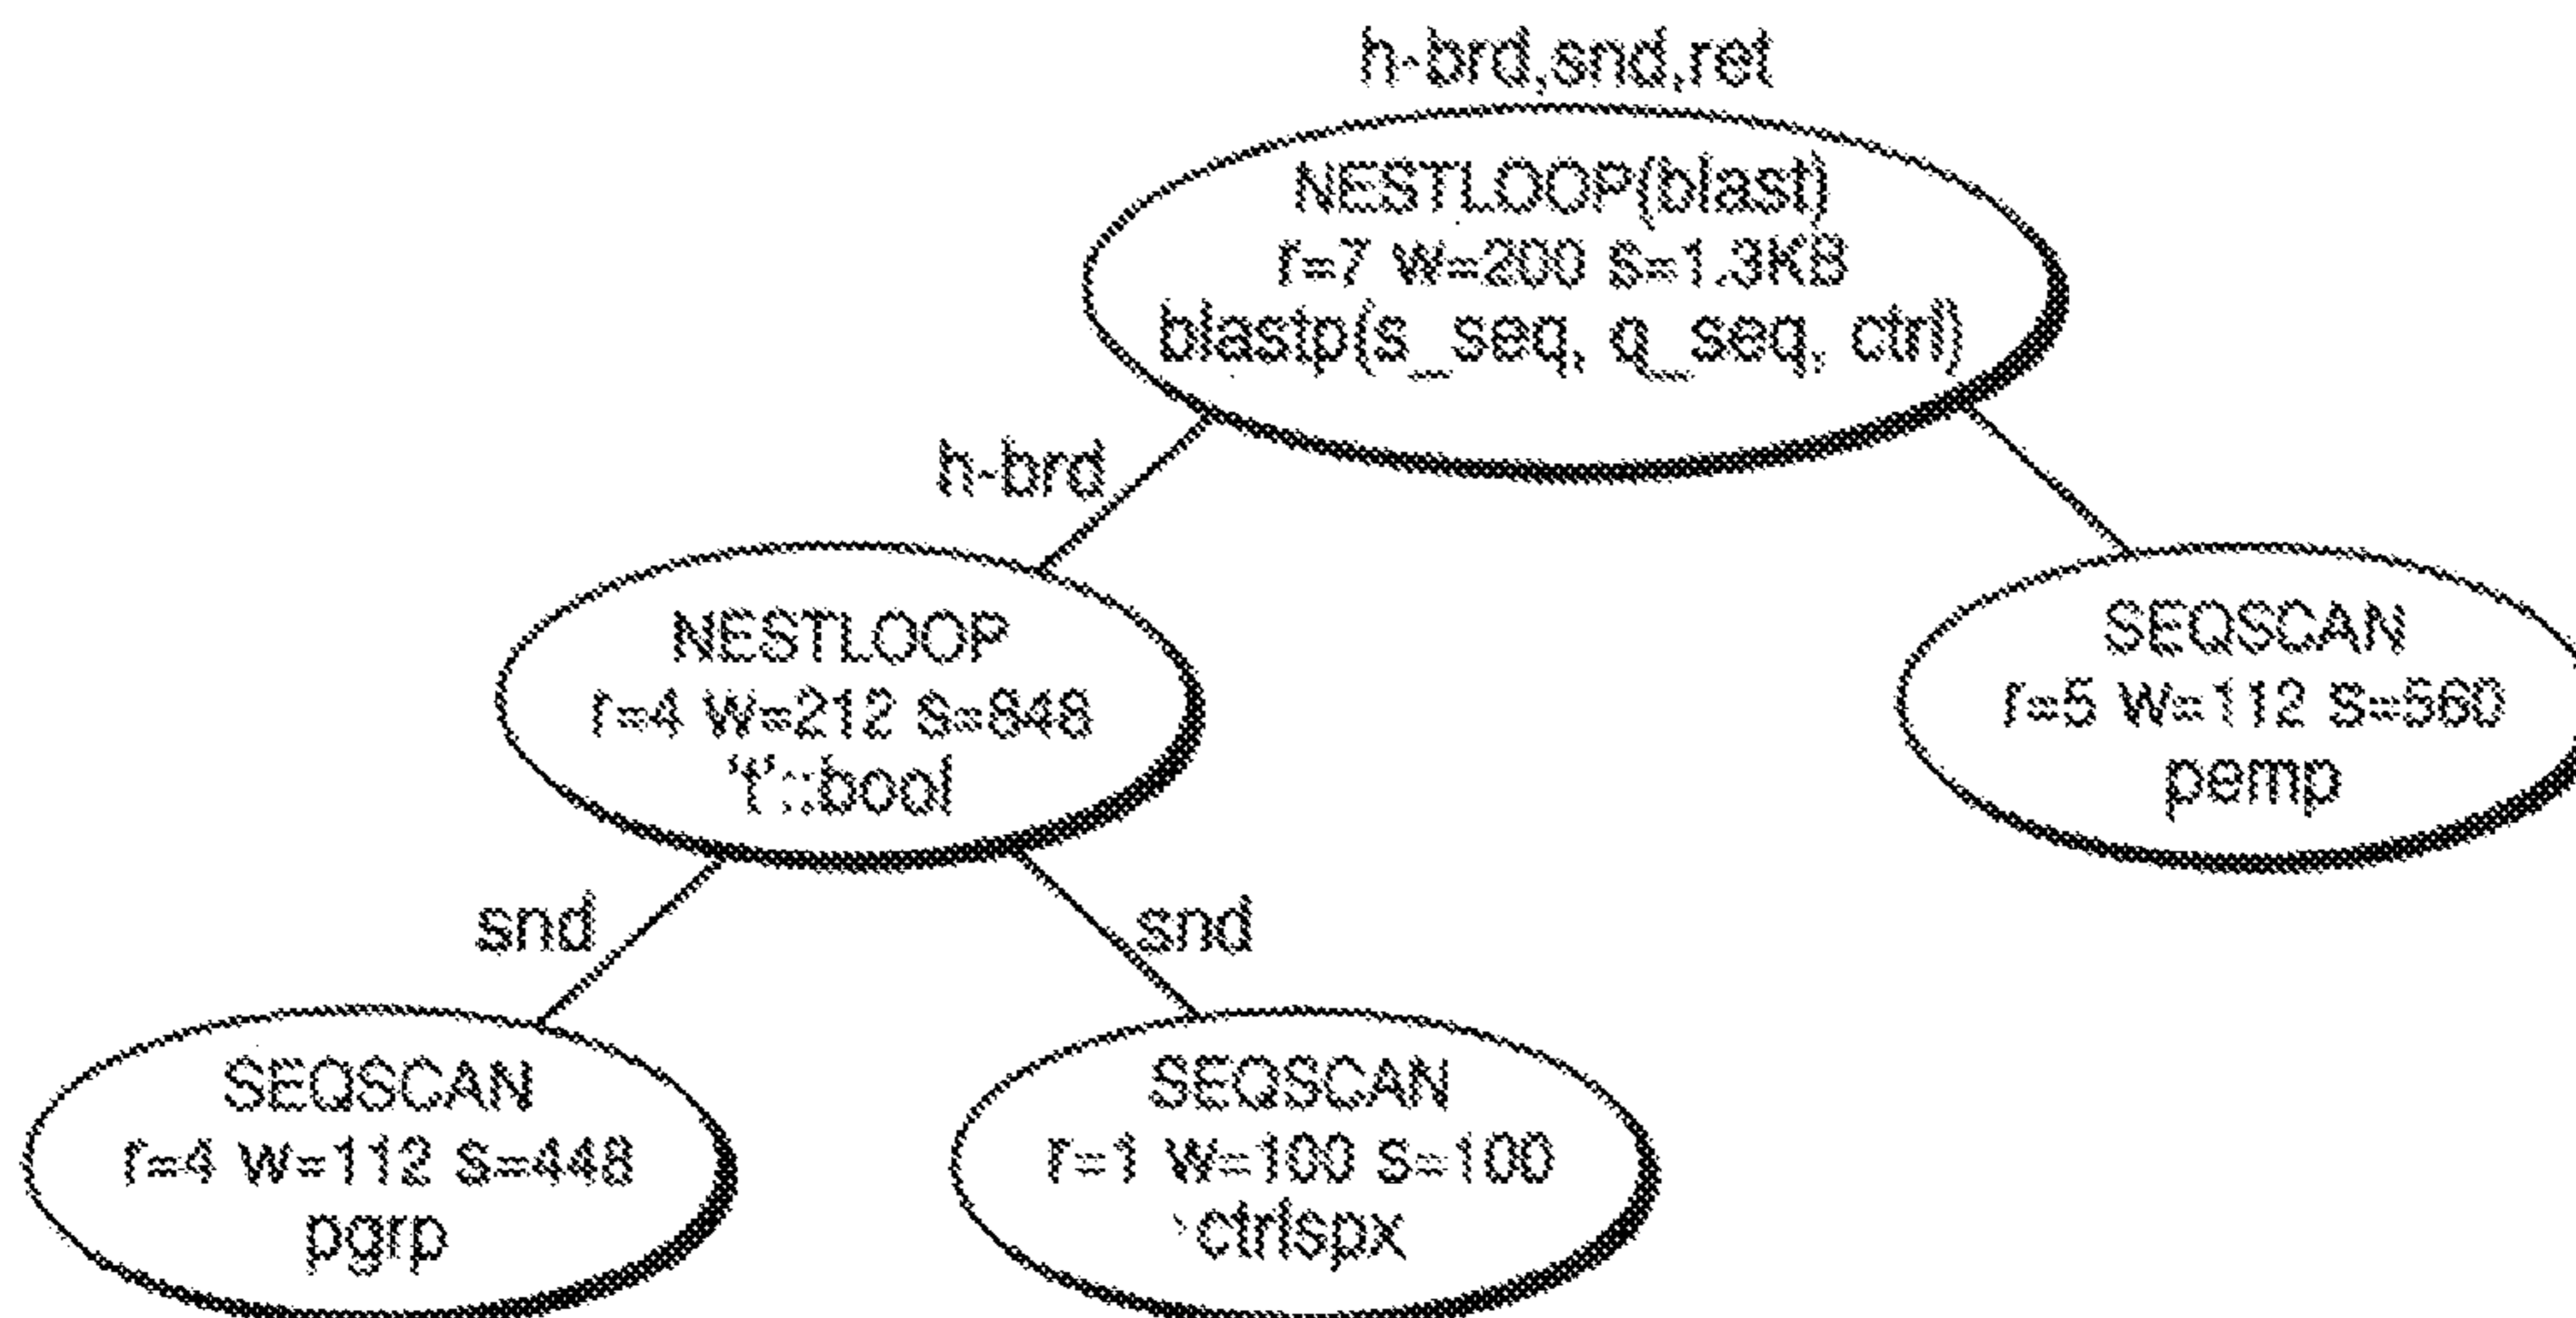 h-brd,snd,ret
NESTLOOP(blast)
r=7 w=200 s=1.3KB
blastp(s_seq, q_seq, ctrl)
h-brd
NESTLOOP
r=4 w=212 s=848
't'::bool
SEQSCAN
r=5 w=112 s=560
pemp
snd
snd
SEQSCAN
r=4 w=112 s=448
pgrp
SEQSCAN
r=1 w=100 s=100
ctrlspx